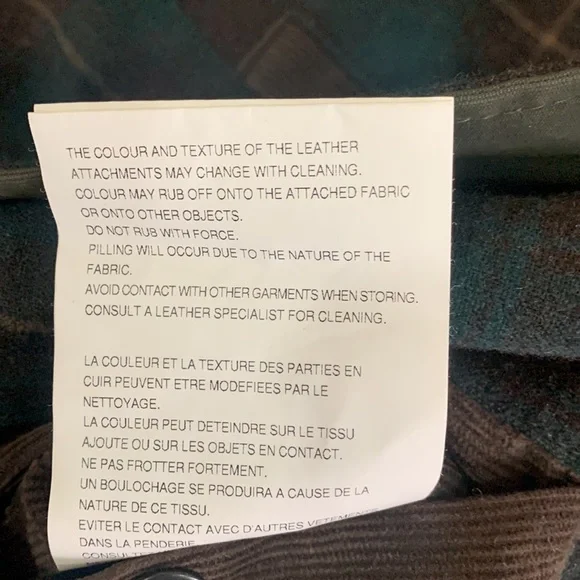 THE COLOUR AND TEXTURE OF THE LEATHER
ATTACHMENTS MAY CHANGE WITH CLEANING.
COLOUR MAY RUB OFF ONTO THE ATTACHED FABRIC
OR ONTO OTHER OBJECTS.
DO NOT RUB WITH FORCE.
PILLING WILL OCCUR DUE TO THE NATURE OF THE
FABRIC.
AVOID CONTACT WITH OTHER GARMENTS WHEN STORING.
CONSULT A LEATHER SPECIALIST FOR CLEANING.
LA COULEUR ET LA TEXTURE DES PARTIES EN
CUIR PEUVENT ETRE MODEFIEES PAR LE
NETTOYAGE.
LA COULEUR PEUT DETEINDRE SUR LE TISSU
AJOUTE OU SUR LES OBJETS EN CONTACT.
NE PAS FROTTER FORTEMENT.
UN BOULOCHAGE SE PRODUIRA A CAUSE DE LA
NATURE DE CE TISSU.
EVITER LE CONTACT AVEC D'AUTRES VETEMENTS
DANS LA PENDERIE